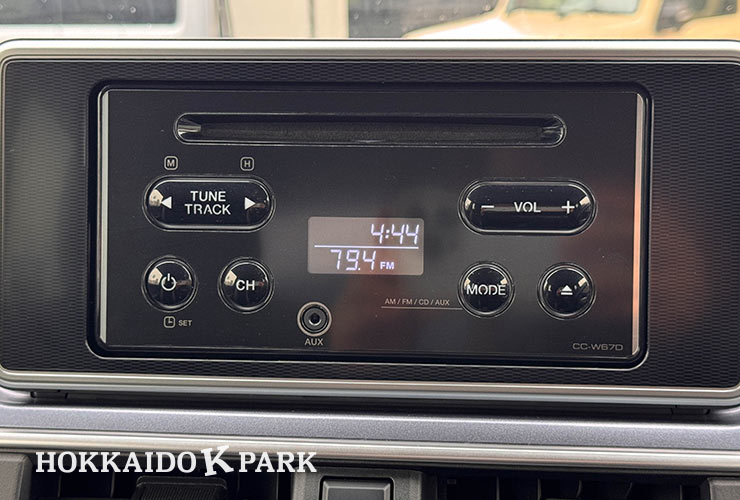 M H
TUNE
TRACK
− VOL +
4:44
79.4 FM
CH
MODE
SET
AM / FM / CD / AUX
AUX
CC-W67D
HOKKAIDO K PARK